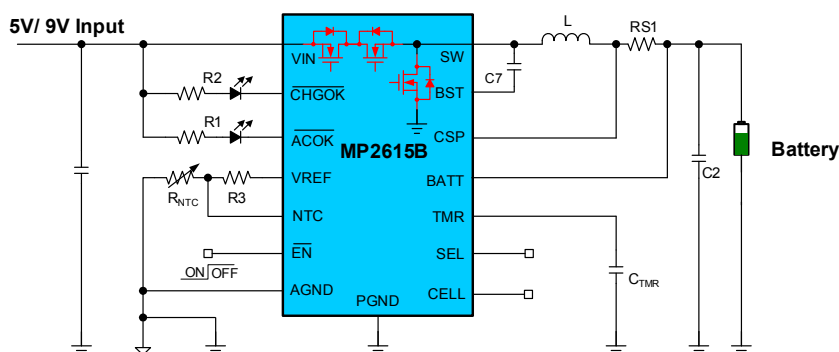 5V/ 9V Input
L
RS1
VIN
SW
R2
C7
CHGOK
BST
R1
ACOK
CSP
MP2615B
Battery
VREF
BATT
C2
RNTC
R3
NTC
TMR
EN
SEL
ON OFF
CTMR
AGND
CELL
PGND